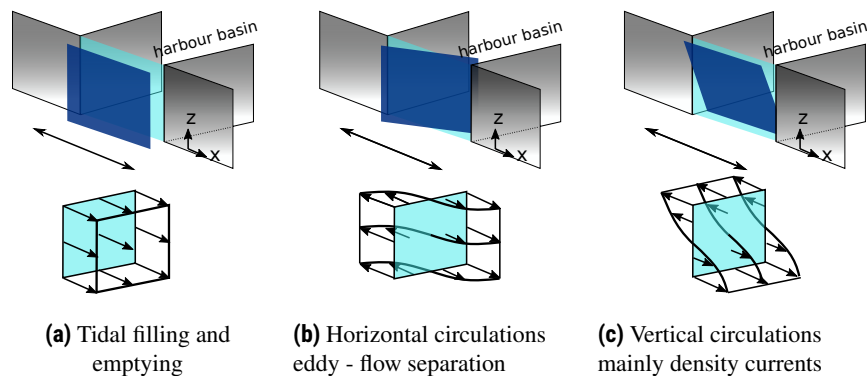 harbour basin
z
x
harbour basin
z
x
harbour basin
z
x
(a) Tidal filling and
emptying
(b) Horizontal circulations
eddy - flow separation
(c) Vertical circulations
mainly density currents